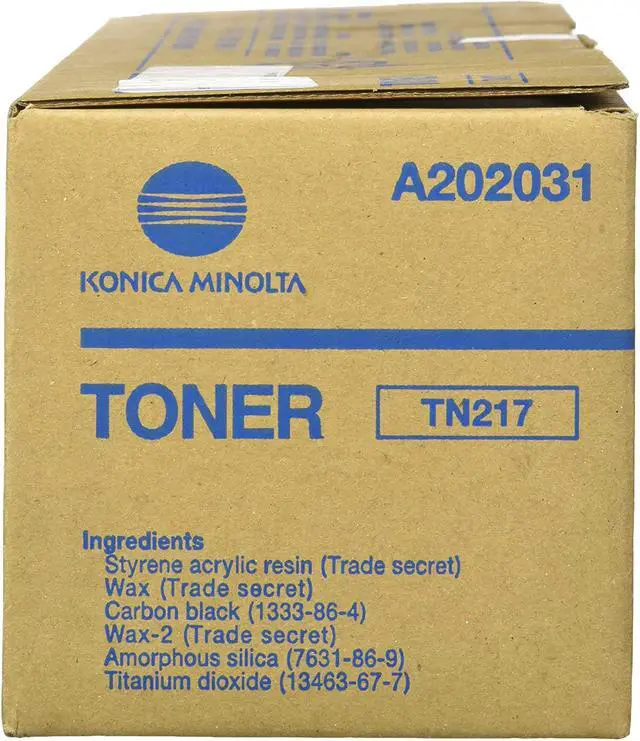 A202031
KONICA MINOLTA
TONER
TN217
Ingredients
Styrene acrylic resin (Trade secret)
Wax (Trade secret)
Carbon black (1333-86-4)
Wax-2 (Trade secret)
Amorphous silica (7631-86-9)
Titanium dioxide (13463-67-7)